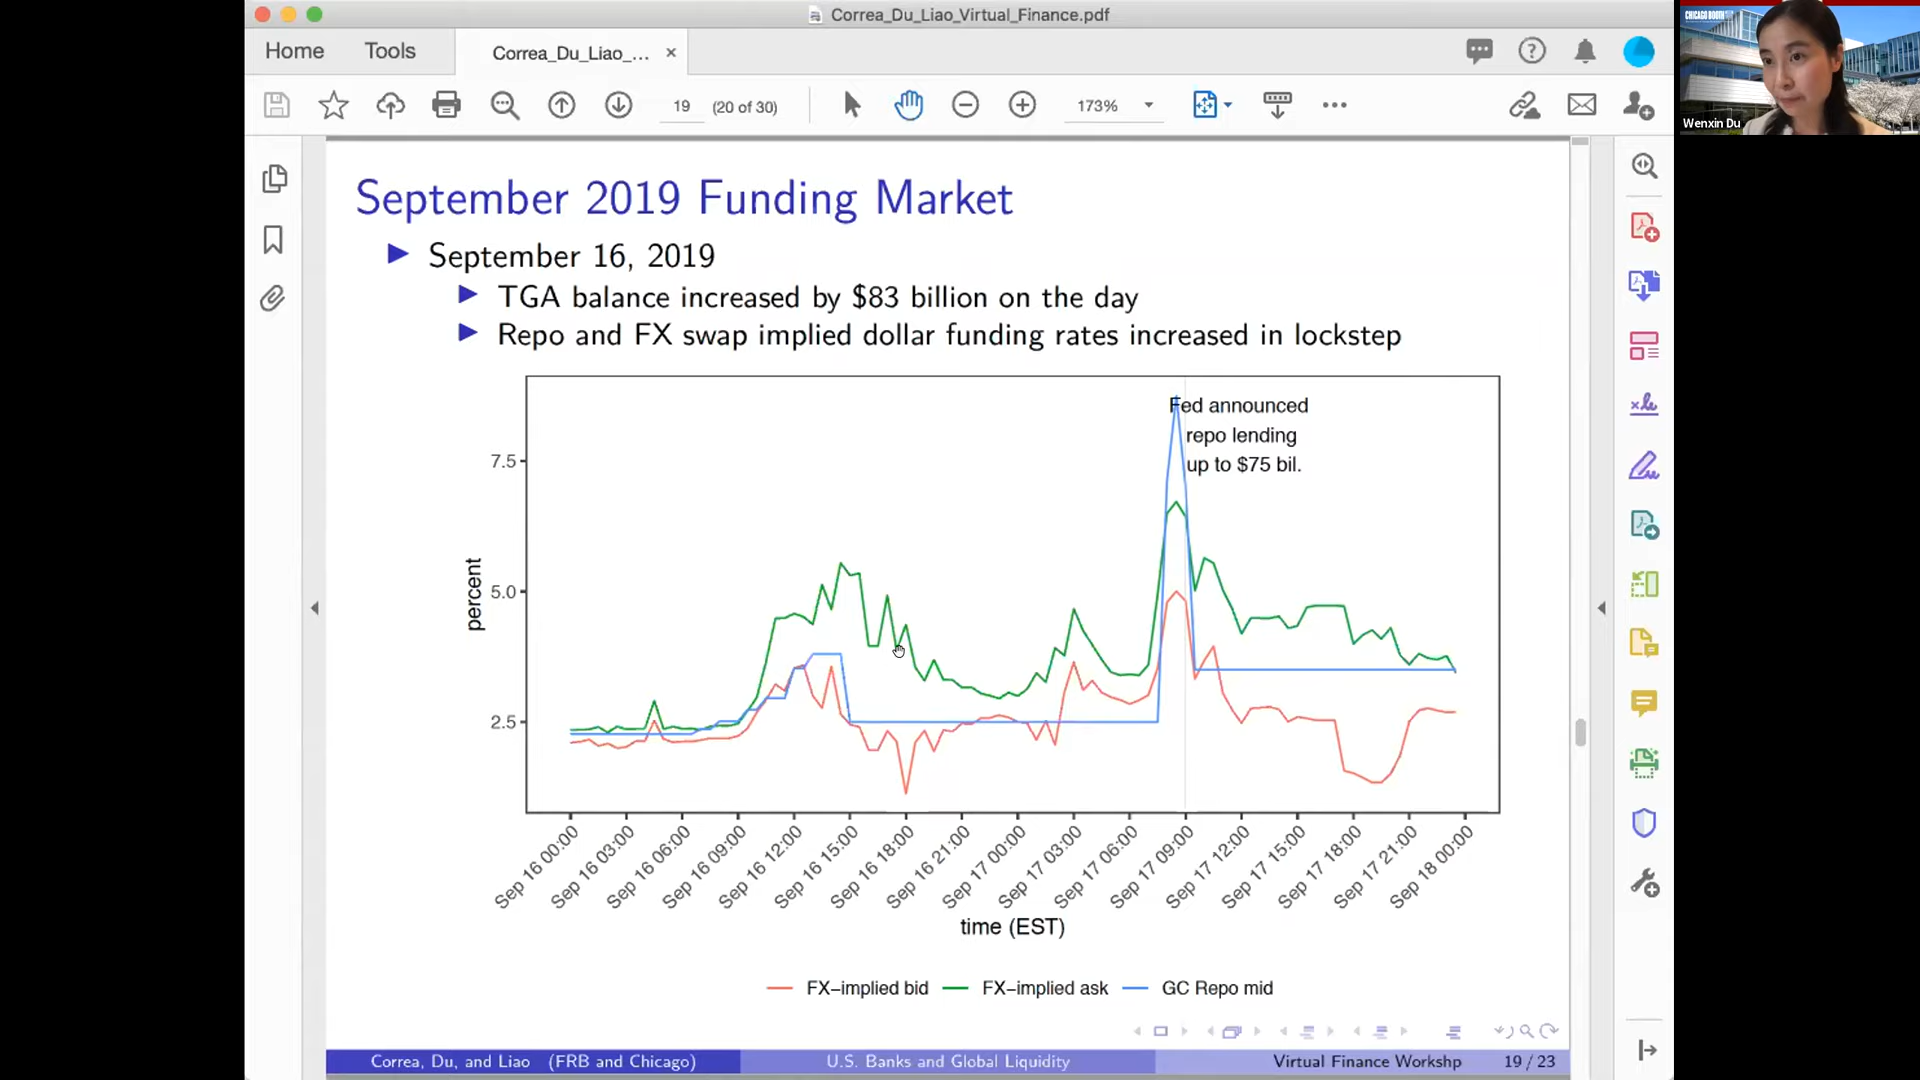 Correa_Du_Liao_Virtual_Finance.pdf
Home
Tools
Correa_Du_Liao_...
19
(20 of 30)
173%
CHICAGO BOOTH
Wenxin Du
September 2019 Funding Market
September 16, 2019
TGA balance increased by $83 billion on the day
Repo and FX swap implied dollar funding rates increased in lockstep
Fed announced
repo lending
up to $75 bil.
7.5
5.0
2.5
percent
Sep 16 00:00
Sep 16 03:00
Sep 16 06:00
Sep 16 09:00
Sep 16 12:00
Sep 16 15:00
Sep 16 18:00
Sep 16 21:00
Sep 17 00:00
Sep 17 03:00
Sep 17 06:00
Sep 17 09:00
Sep 17 12:00
Sep 17 15:00
Sep 17 18:00
Sep 17 21:00
Sep 18 00:00
time (EST)
FX−implied bid
FX−implied ask
GC Repo mid
Correa, Du, and Liao (FRB and Chicago)
U.S. Banks and Global Liquidity
Virtual Finance Workshp
19 / 23